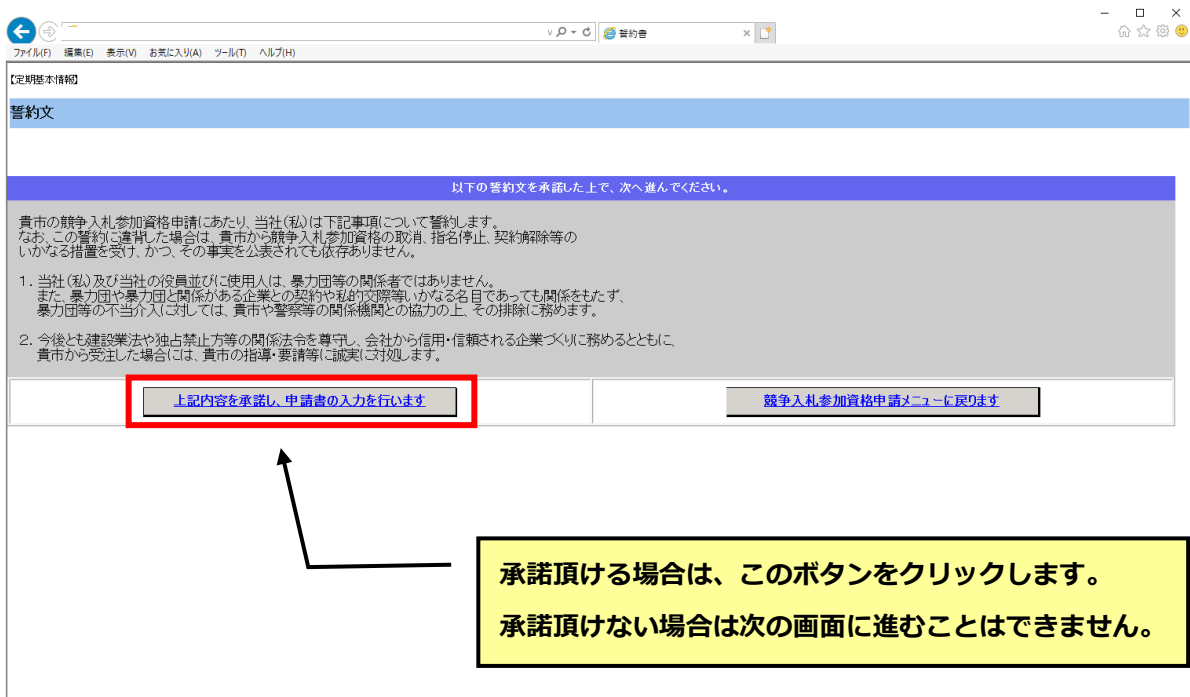 誓約書
ファイル(F) 編集(E) 表示(V) お気に入り(A) ツール(T) ヘルプ(H)
【定期基本情報】
誓約文
以下の誓約文を承諾した上で、次へ進んでください。
貴市の競争入札参加資格申請にあたり、当社(私)は下記事項について誓約します。
なお、この誓約に違背した場合は、貴市から競争入札参加資格の取消、指名停止、契約解除等の
いかなる措置を受け、かつ、その事実を公表されても依存ありません。
1. 当社(私)及び当社の役員並びに使用人は、暴力団等の関係者ではありません。
また、暴力団や暴力団と関係がある企業との契約や私的交際等いかなる名目であっても関係をもたず、
暴力団等の不当介入に対しては、貴市や警察等の関係機関との協力の上、その排除に務めます。
2. 今後とも建設業法や独占禁止方等の関係法令を尊守し、会社から信用・信頼される企業づくりに務めるとともに、
貴市から受注した場合には、貴市の指導・要請等に誠実に対処します。
上記内容を承諾し、申請書の入力を行います
競争入札参加資格申請メニューに戻ります
承諾頂ける場合は、このボタンをクリックします。
承諾頂けない場合は次の画面に進むことはできません。